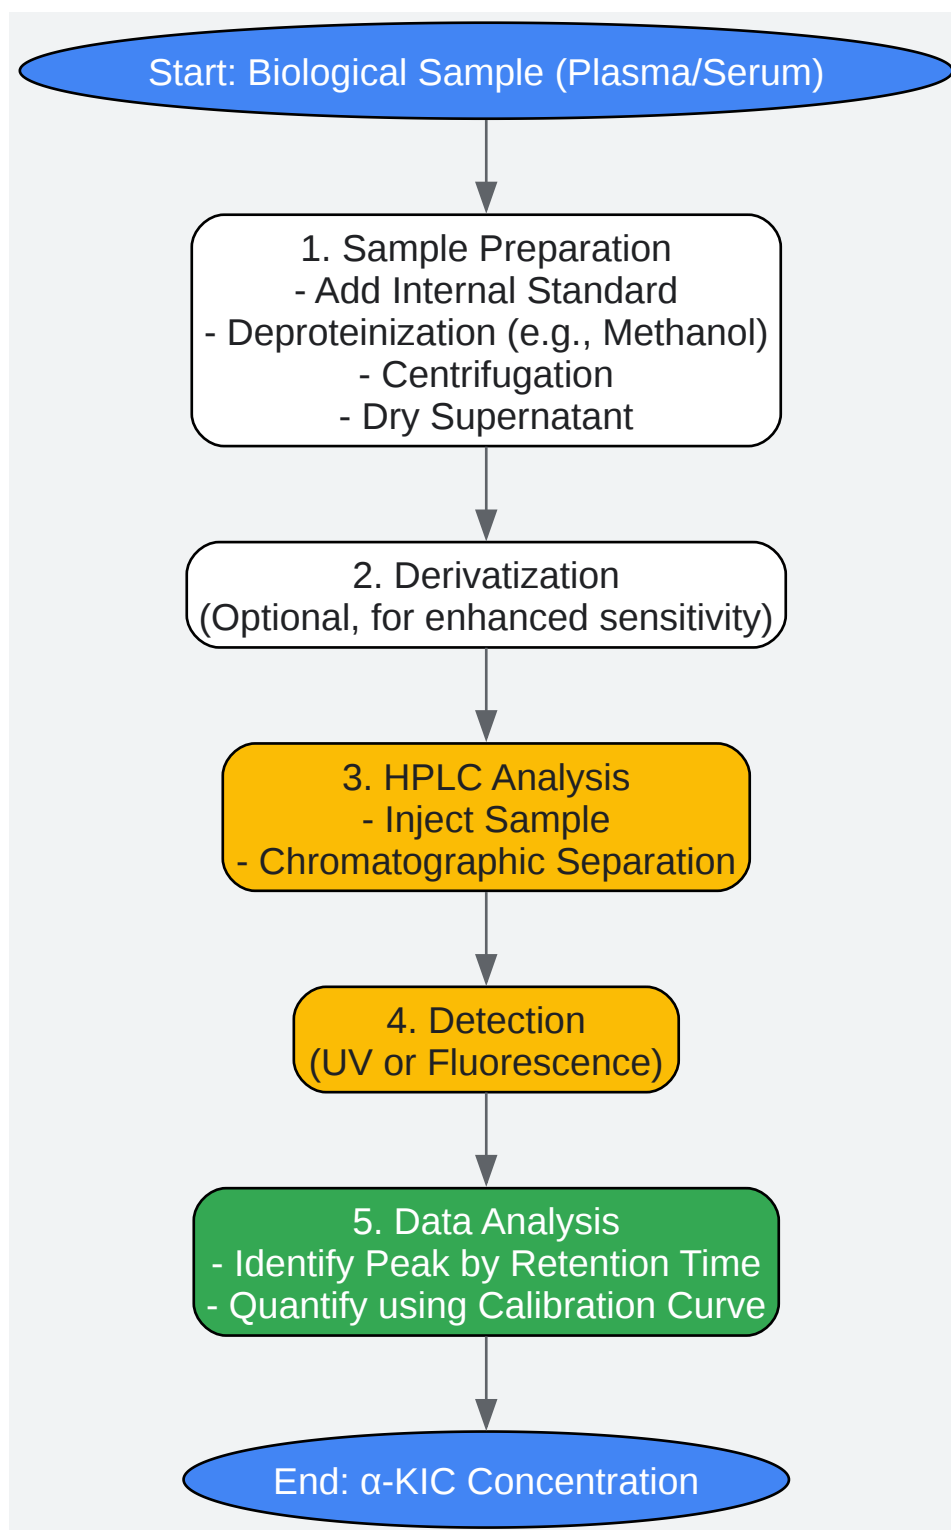 Start: Biological Sample (Plasma/Serum)
1. Sample Preparation
- Add Internal Standard
- Deproteinization (e.g., Methanol)
- Centrifugation
- Dry Supernatant
2. Derivatization
(Optional, for enhanced sensitivity)
3. HPLC Analysis
- Inject Sample
- Chromatographic Separation
4. Detection
(UV or Fluorescence)
5. Data Analysis
- Identify Peak by Retention Time
- Quantify using Calibration Curve
End: α-KIC Concentration